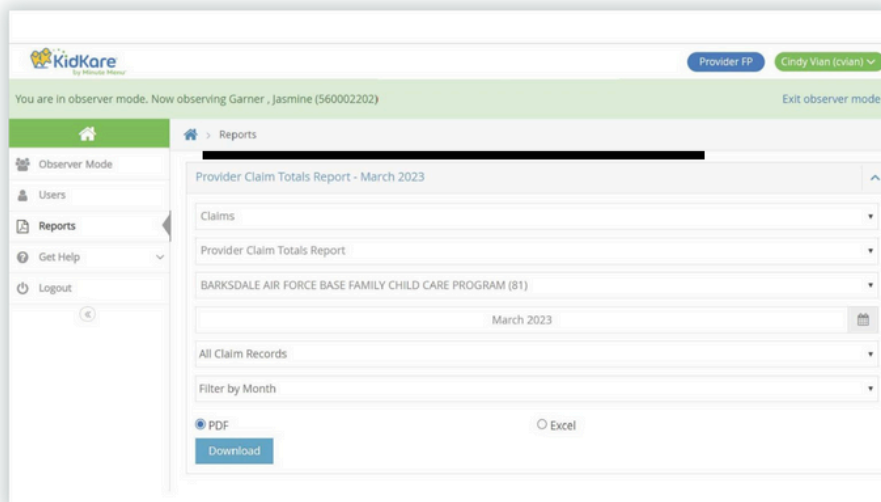 KidKare
by Minute Menu
Provider FP
Cindy Vian (cvian)
You are in observer mode. Now observing Garner , Jasmine (560002202)
Exit observer mode
Reports
Observer Mode
Users
Reports
Get Help
Logout
Provider Claim Totals Report - March 2023
Claims
Provider Claim Totals Report
BARKSDALE AIR FORCE BASE FAMILY CHILD CARE PROGRAM (81)
March 2023
All Claim Records
Filter by Month
PDF
Excel
Download